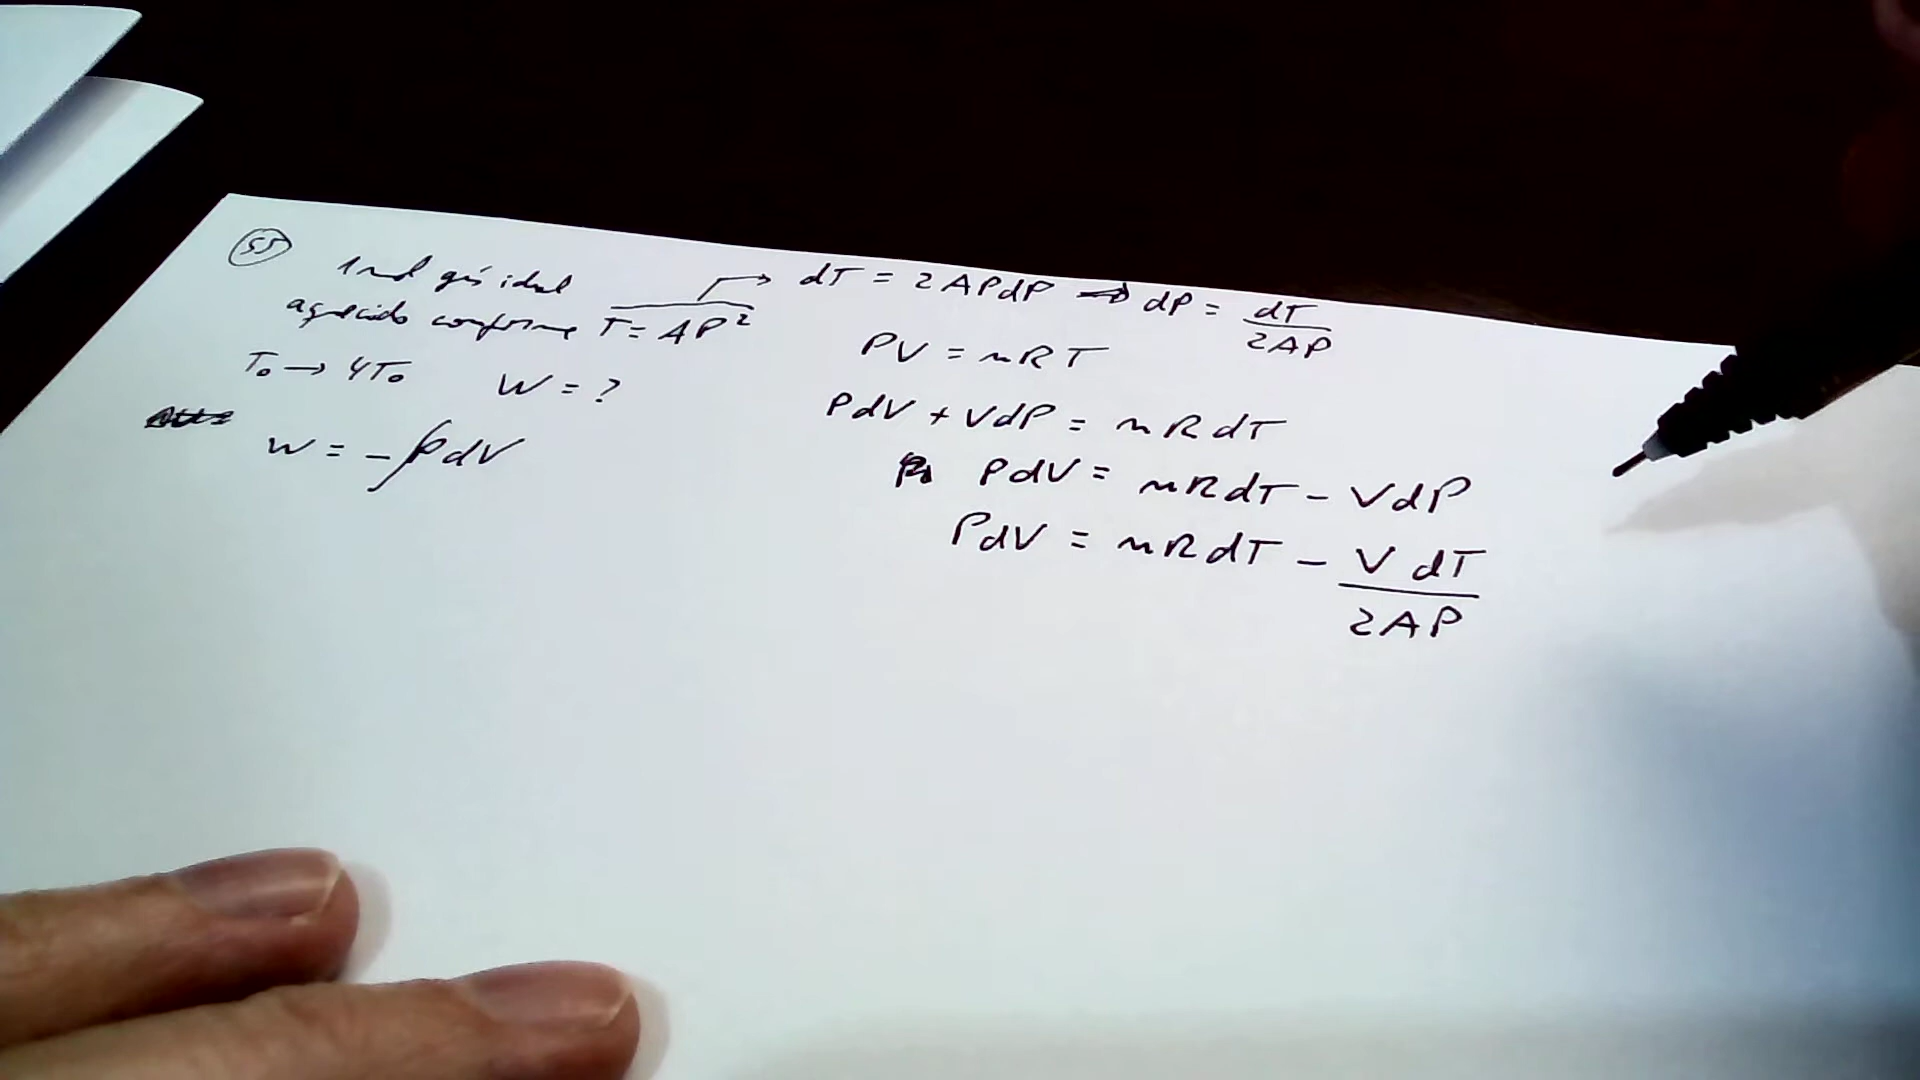 55
1 mol gás ideal
aquecido conforme T = AP²
T₀ → 4T₀ W = ?
W = -∫PdV
dT = 2APdP → dP = dT/2AP
PV = nRT
PdV + VdP = nRdT
PdV = nRdT - VdP
PdV = nRdT - V dT/2AP